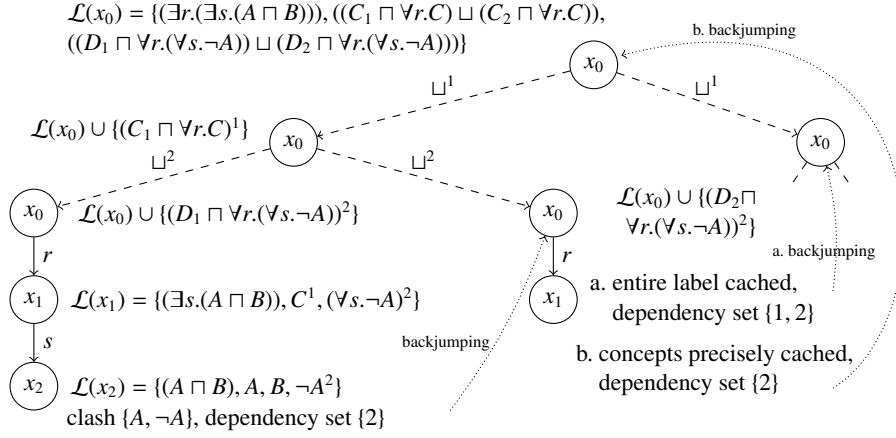 ℒ(x₀) = {(∃r.(∃s.(A ⊓ B))), ((C₁ ⊓ ∀r.C) ⊔ (C₂ ⊓ ∀r.C)),
((D₁ ⊓ ∀r.(∀s.¬A)) ⊔ (D₂ ⊓ ∀r.(∀s.¬A)))}
b. backjumping
x₀
⊔¹
⊔¹
ℒ(x₀) ∪ {(C₁ ⊓ ∀r.C)¹}
x₀
x₀
⊔²
⊔²
x₀
ℒ(x₀) ∪ {(D₁ ⊓ ∀r.(∀s.¬A))²}
x₀
ℒ(x₀) ∪ {(D₂⊓
∀r.(∀s.¬A))²}
r
r
a. backjumping
x₁
ℒ(x₁) = {(∃s.(A ⊓ B)), C¹, (∀s.¬A)²}
x₁
a. entire label cached,
dependency set {1, 2}
s
backjumping
b. concepts precisely cached,
dependency set {2}
x₂
ℒ(x₂) = {(A ⊓ B), A, B, ¬A²}
clash {A, ¬A}, dependency set {2}